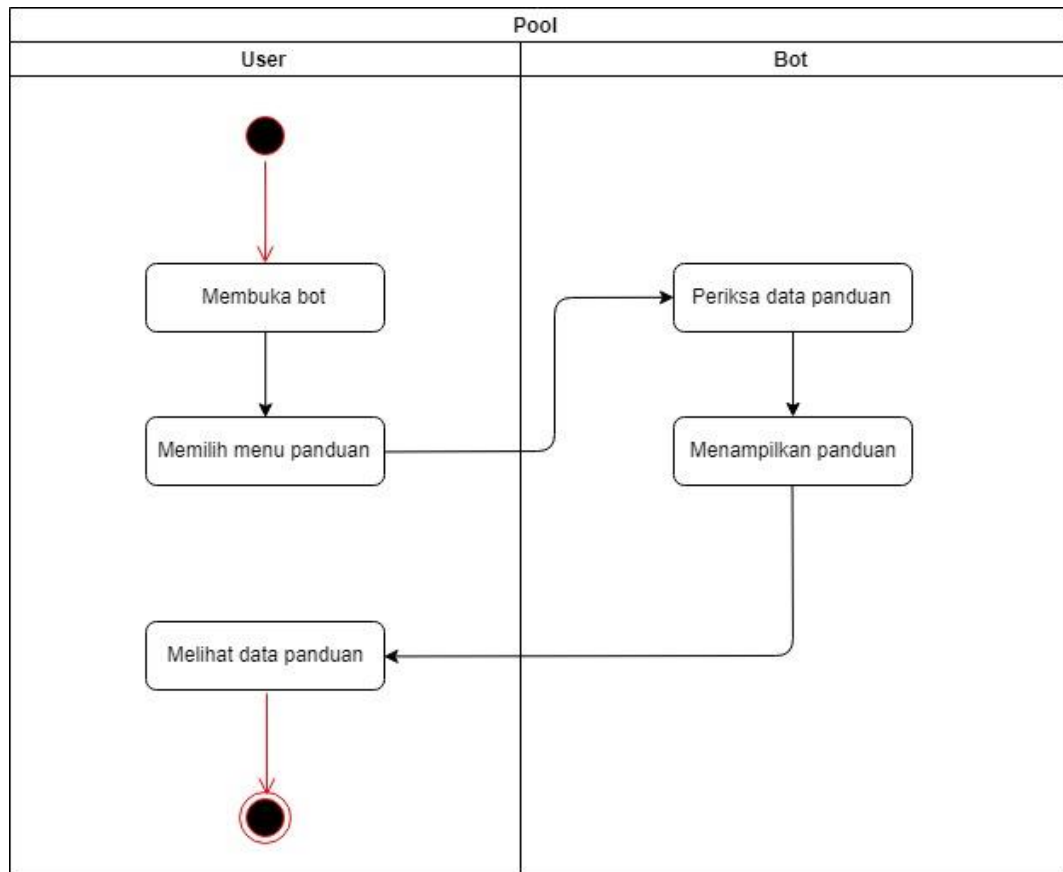 Pool
User
Bot
Membuka bot
Periksa data panduan
Memilih menu panduan
Menampilkan panduan
Melihat data panduan